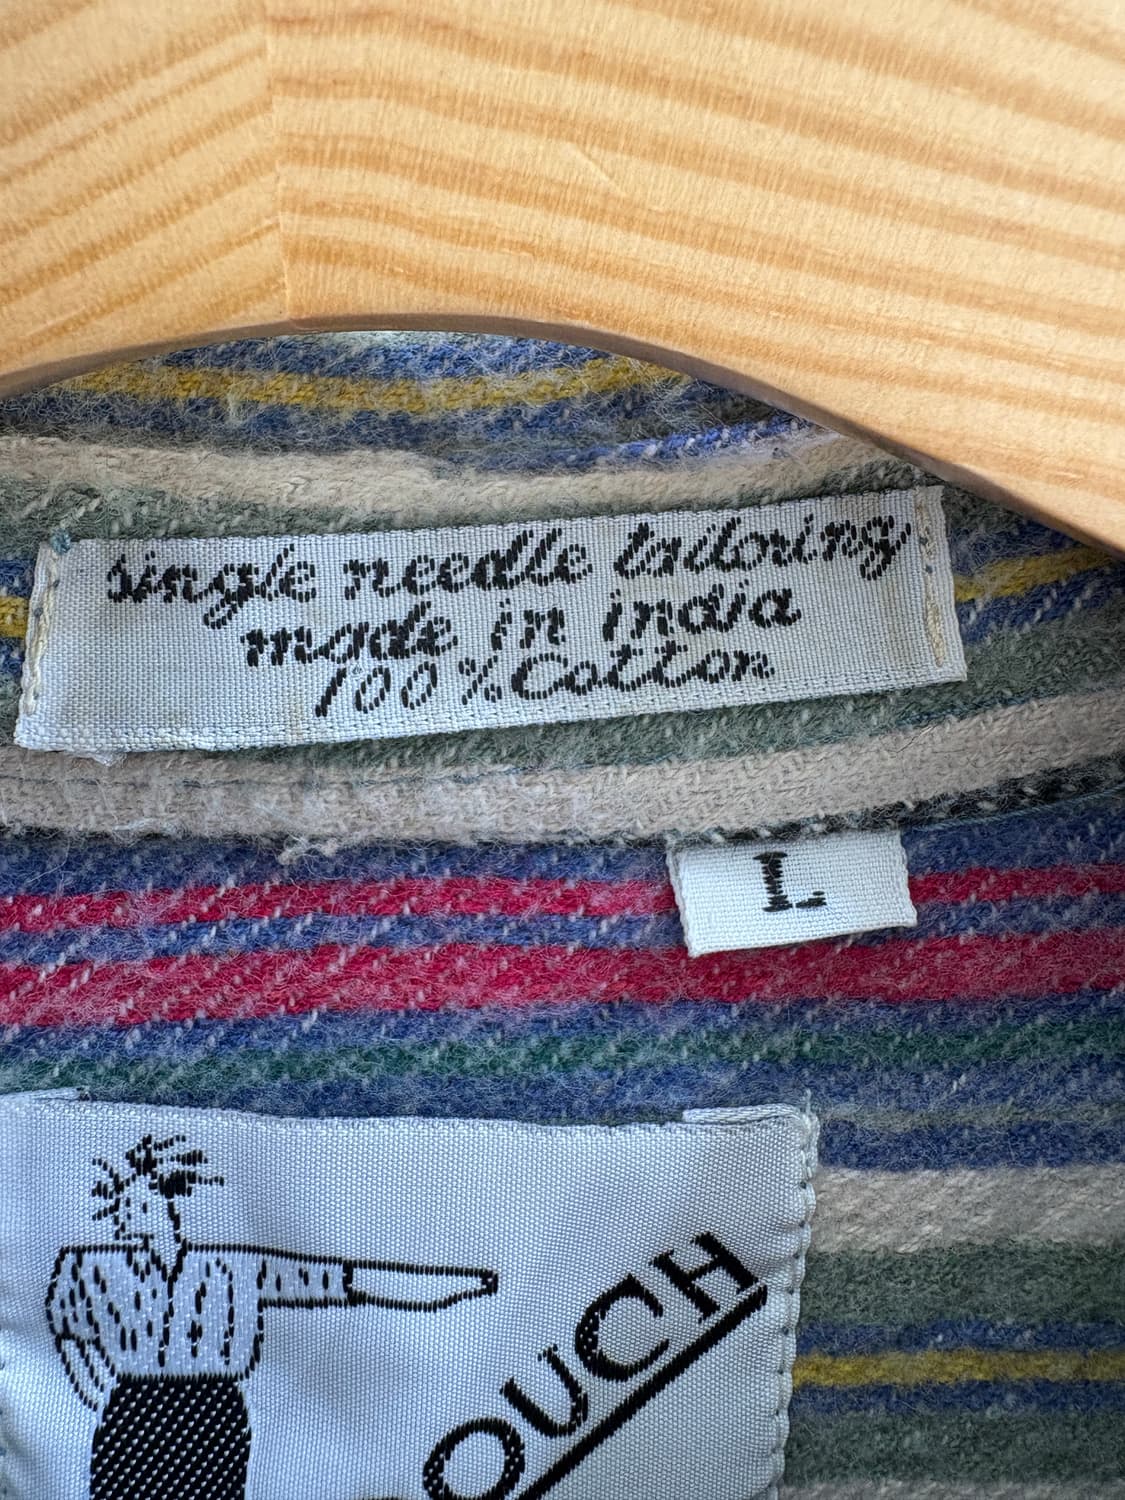 single needle tailoring
made in india
100% Cotton
L
OUCH